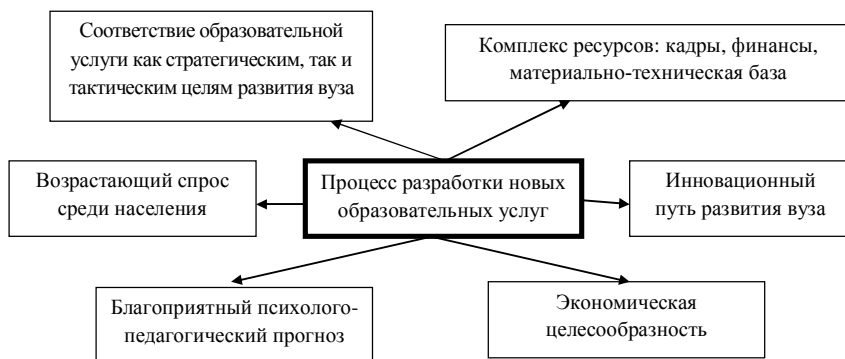 Соответствие образовательной
услуги как стратегическим, так и
тактическим целям развития вуза
Комплекс ресурсов: кадры, финансы,
материально-техническая база
Возрастающий спрос
среди населения
Процесс разработки новых
образовательных услуг
Инновационный
путь развития вуза
Благоприятный психолого-
педагогический прогноз
Экономическая
целесообразность